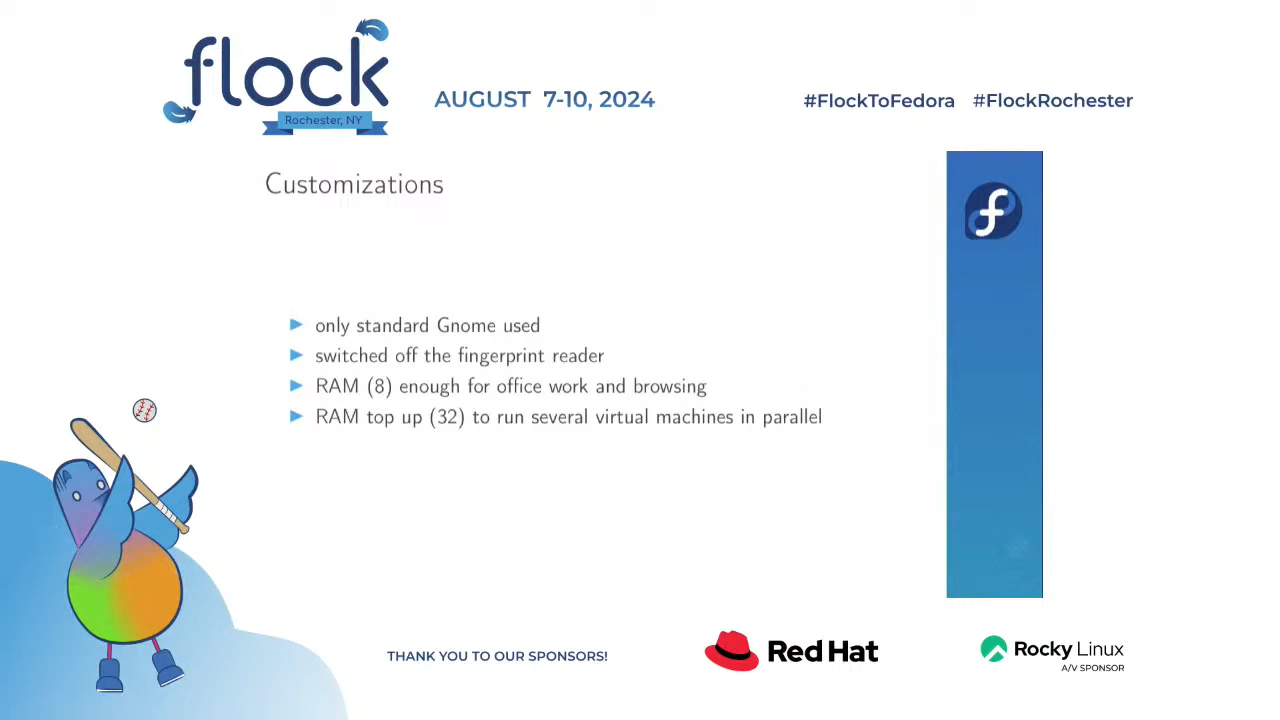 flock
Rochester, NY
AUGUST 7-10, 2024
#FlockToFedora #FlockRochester
Customizations
only standard Gnome used
switched off the fingerprint reader
RAM (8) enough for office work and browsing
RAM top up (32) to run several virtual machines in parallel
THANK YOU TO OUR SPONSORS!
Red Hat
Rocky Linux
A/V SPONSOR